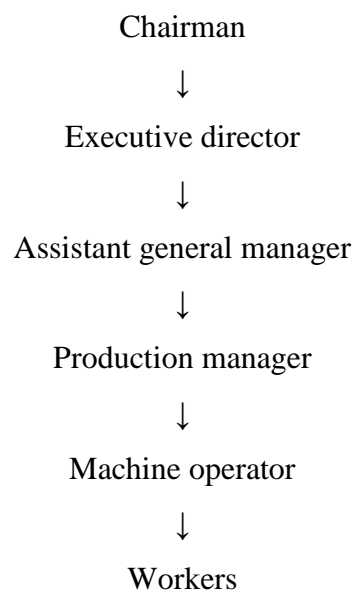 Chairman
↓
Executive director
↓
Assistant general manager
↓
Production manager
↓
Machine operator
↓
Workers